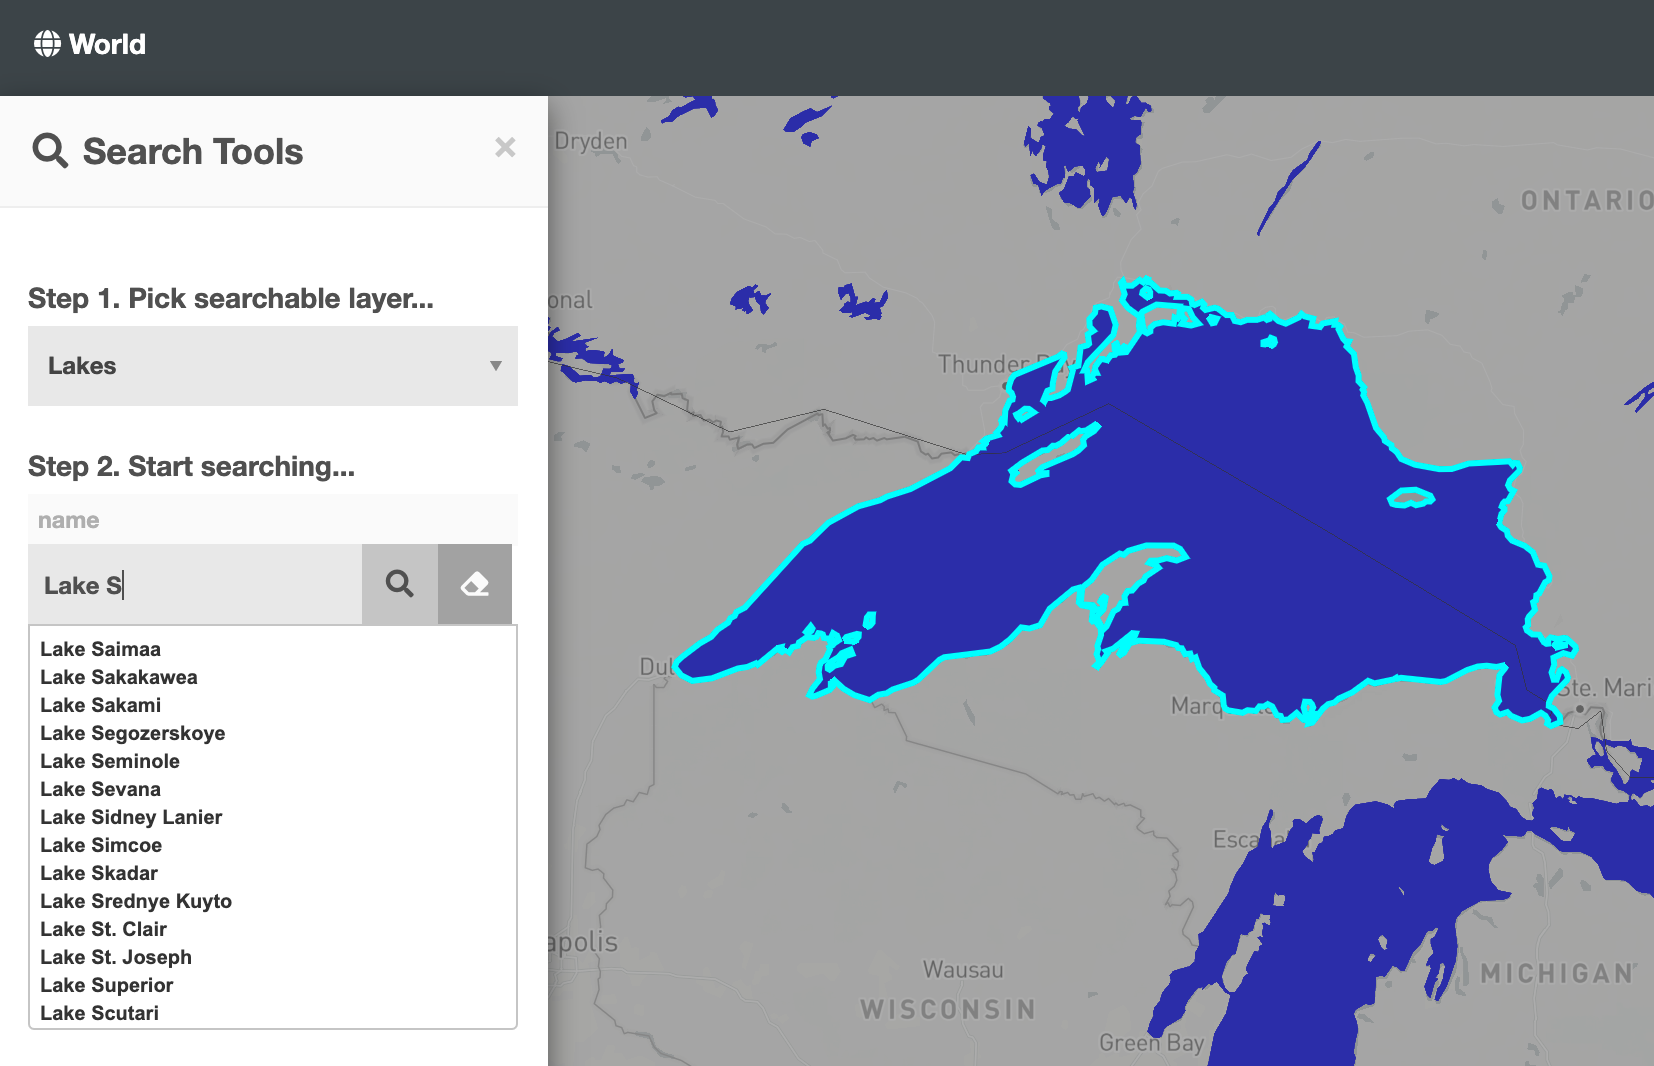 World
Search Tools
×
Step 1. Pick searchable layer...
Lakes
Step 2. Start searching...
name
Lake S
Lake Saimaa
Lake Sakakawea
Lake Sakami
Lake Segozerskoye
Lake Seminole
Lake Sevana
Lake Sidney Lanier
Lake Simcoe
Lake Skadar
Lake Srednye Kuyto
Lake St. Clair
Lake St. Joseph
Lake Superior
Lake Scutari
Dryden
ONTARIO
onal
Thunder Bay
Dul
Ste. Mari
Marq
Esca
apolis
Wausau
WISCONSIN
MICHIGAN
Green Bay